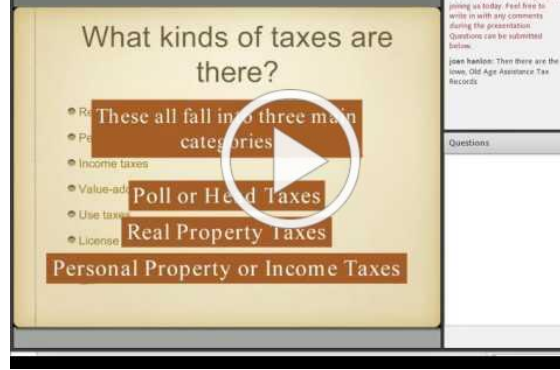 What kinds of taxes are
there?
These all fall into three main
categories
Income taxes
Value-add
Poll or Head Taxes
Use taxes
Real Property Taxes
License
Personal Property or Income Taxes
joining us today. Feel free to
write in with any comments
during the presentation
Questions can be submitted
below.
joan hanlon: Then there are the
Iowa, Old Age Assistance Tax
Records
Questions